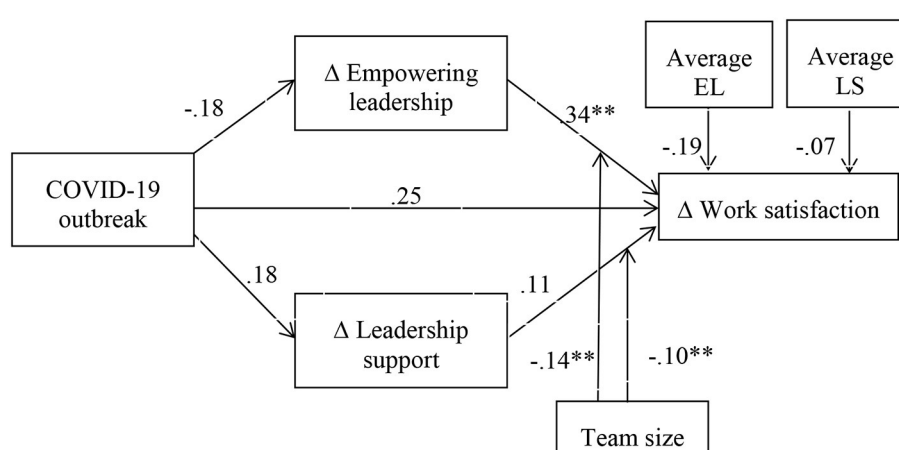 Δ Empowering
leadership
Average
EL
Average
LS
-.18
.34**
-.19
-.07
COVID-19
outbreak
.25
Δ Work satisfaction
.18
.11
Δ Leadership
support
-.14**
-.10**
Team size